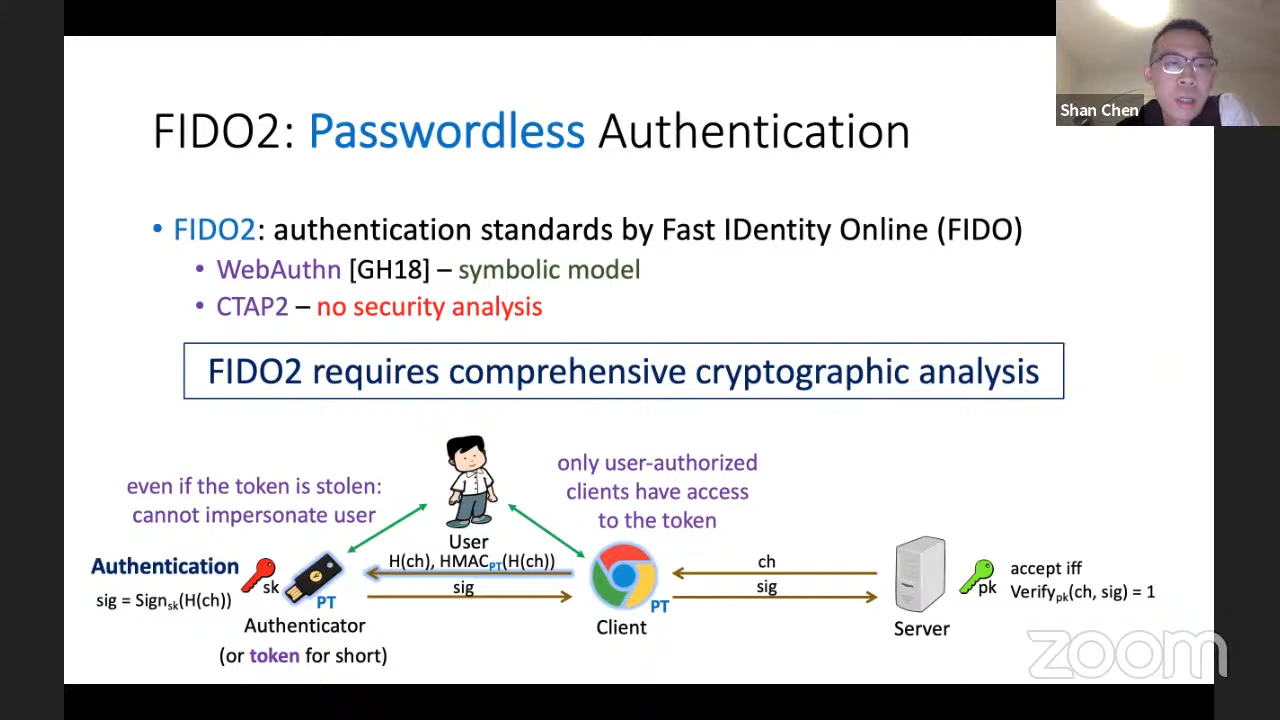 Shan Chen
FIDO2: Passwordless Authentication
• FIDO2: authentication standards by Fast IDentity Online (FIDO)
• WebAuthn [GH18] – symbolic model
• CTAP2 – no security analysis
FIDO2 requires comprehensive cryptographic analysis
even if the token is stolen:
cannot impersonate user
only user-authorized
clients have access
to the token
User
Authentication
sig = Sign_sk(H(ch))
sk
PT
Authenticator
(or token for short)
H(ch), HMAC_PT(H(ch))
sig
PT
Client
ch
sig
Server
pk
accept iff
Verify_pk(ch, sig) = 1
zoom